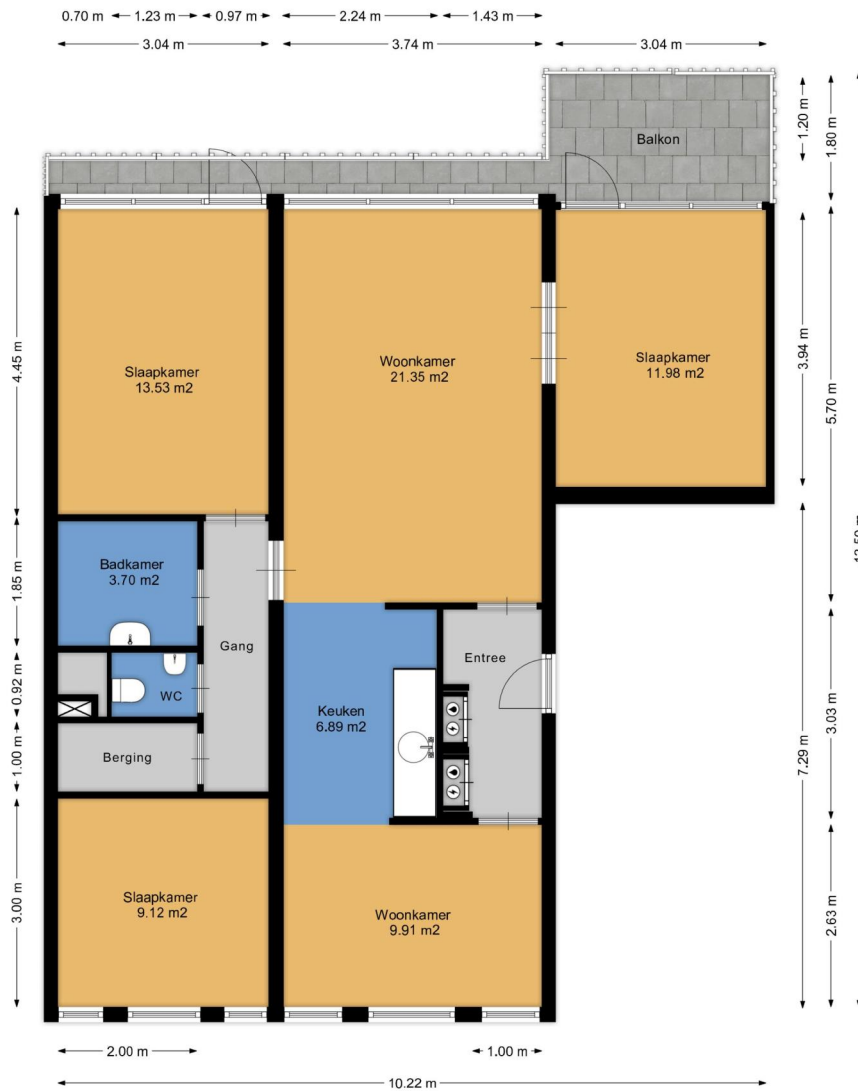 0.70 m 1.23 m 0.97 m 2.24 m 1.43 m
3.04 m 3.74 m 3.04 m
Balkon
1.20 m
1.80 m
Slaapkamer
13.53 m2
Woonkamer
21.35 m2
Slaapkamer
11.98 m2
4.45 m
3.94 m
5.70 m
Badkamer
3.70 m2
1.85 m
Gang
Entree
WC
0.92 m
Keuken
6.89 m2
3.03 m
Berging
1.00 m
7.29 m
Slaapkamer
9.12 m2
Woonkamer
9.91 m2
3.00 m
2.63 m
2.00 m 1.00 m
10.22 m